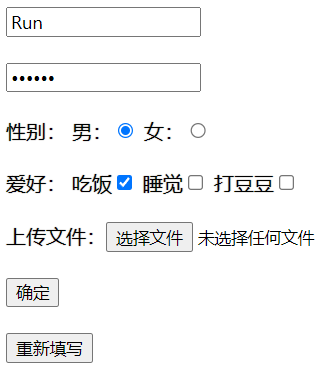 Run
••••••
性别： 男： 女：
爱好： 吃饭 睡觉 打豆豆
上传文件：选择文件 未选择任何文件
确定
重新填写